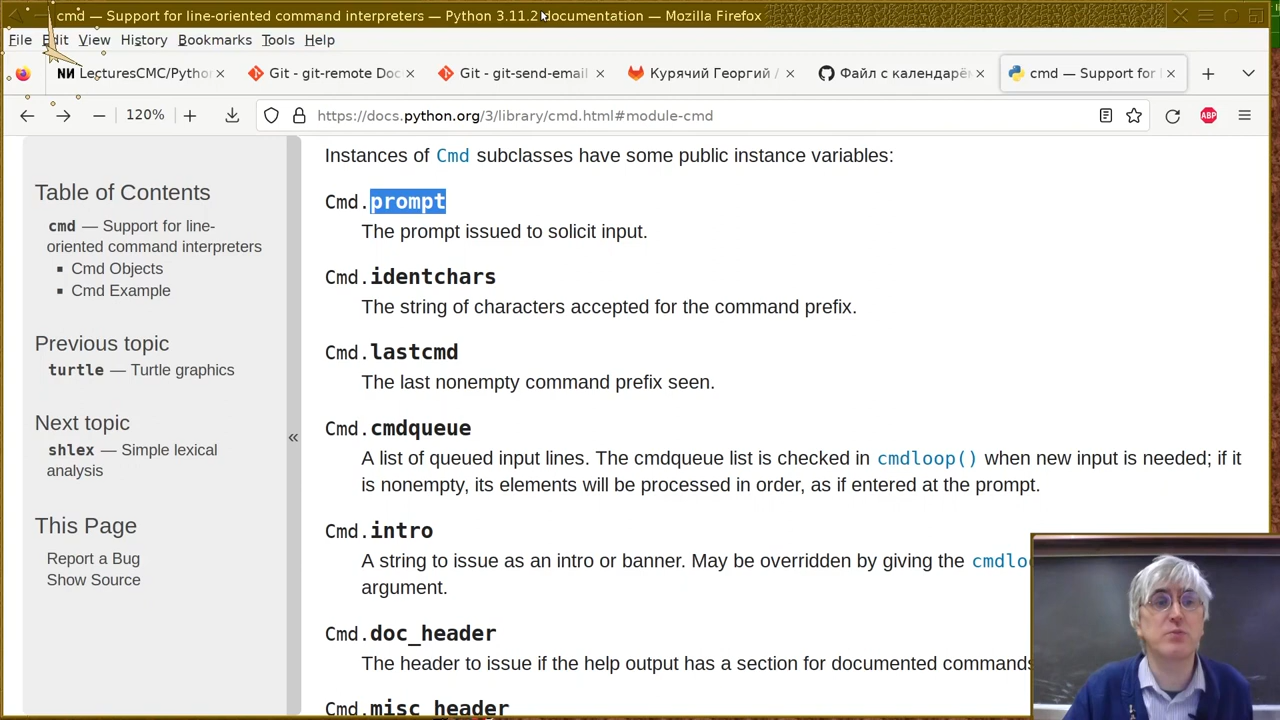 cmd — Support for line-oriented command interpreters — Python 3.11.2 documentation — Mozilla Firefox
File Edit View History Bookmarks Tools Help
LecturesCMC/Python Git - git-remote Doc Git - git-send-email Курячий Георгий / Файл с календарём cmd — Support for
120% https://docs.python.org/3/library/cmd.html#module-cmd ABP
Table of Contents
cmd — Support for line-
oriented command interpreters
Cmd Objects
Cmd Example
Previous topic
turtle — Turtle graphics
Next topic
shlex — Simple lexical
analysis
This Page
Report a Bug
Show Source
«
Instances of Cmd subclasses have some public instance variables:
Cmd.prompt
The prompt issued to solicit input.
Cmd.identchars
The string of characters accepted for the command prefix.
Cmd.lastcmd
The last nonempty command prefix seen.
Cmd.cmdqueue
A list of queued input lines. The cmdqueue list is checked in cmdloop() when new input is needed; if it
is nonempty, its elements will be processed in order, as if entered at the prompt.
Cmd.intro
A string to issue as an intro or banner. May be overridden by giving the cmdlo
argument.
Cmd.doc_header
The header to issue if the help output has a section for documented commands
Cmd.misc_header